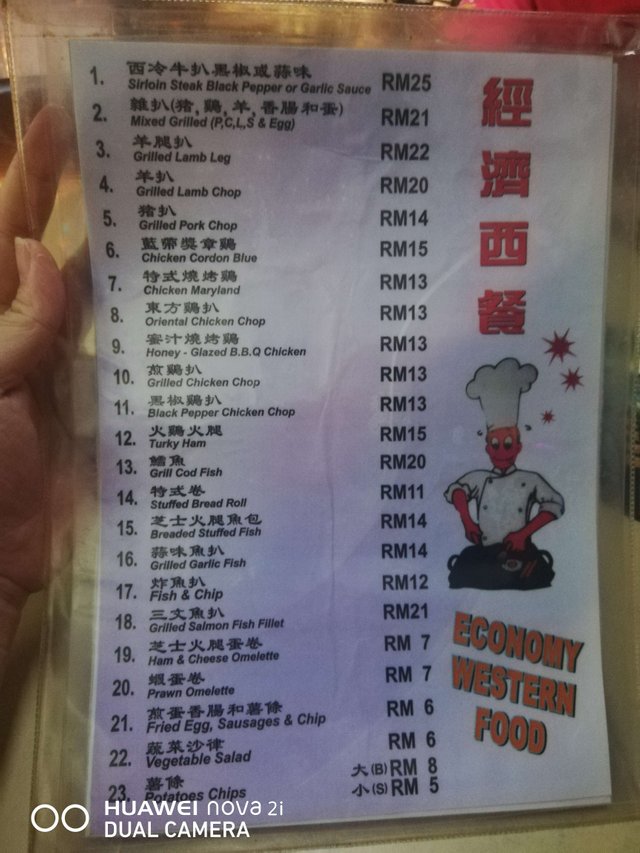 1. 西冷牛扒黑椒或蒜味
Sirloin Steak Black Pepper or Garlic Sauce RM25
2. 雜扒(猪, 鷄, 羊, 香腸和蛋)
Mixed Grilled (P,C,L,S & Egg) RM21
3. 羊腿扒
Grilled Lamb Leg RM22
4. 羊扒
Grilled Lamb Chop RM20
5. 猪扒
Grilled Pork Chop RM14
6. 藍帶獎章鷄
Chicken Cordon Blue RM15
7. 特式燒烤鷄
Chicken Maryland RM13
8. 東方鷄扒
Oriental Chicken Chop RM13
9. 蜜汁燒烤鷄
Honey - Glazed B.B.Q Chicken RM13
10. 煎鷄扒
Grilled Chicken Chop RM13
11. 黑椒鷄扒
Black Pepper Chicken Chop RM13
12. 火鷄火腿
Turky Ham RM15
13. 鱈魚
Grill Cod Fish RM20
14. 特式卷
Stuffed Bread Roll RM11
15. 芝士火腿魚包
Breaded Stuffed Fish RM14
16. 蒜味魚扒
Grilled Garlic Fish RM14
17. 炸魚扒
Fish & Chip RM12
18. 三文魚扒
Grilled Salmon Fish Fillet RM21
19. 芝士火腿蛋卷
Ham & Cheese Omelette RM 7
20. 蝦蛋卷
Prawn Omelette RM 7
21. 煎蛋香腸和薯條
Fried Egg, Sausages & Chip RM 6
22. 蔬菜沙律
Vegetable Salad RM 6
23. 薯條 大(B) RM 8
Potatoes Chips 小(S) RM 5
經濟西餐
ECONOMY
WESTERN
FOOD
HUAWEI nova 2i
DUAL CAMERA